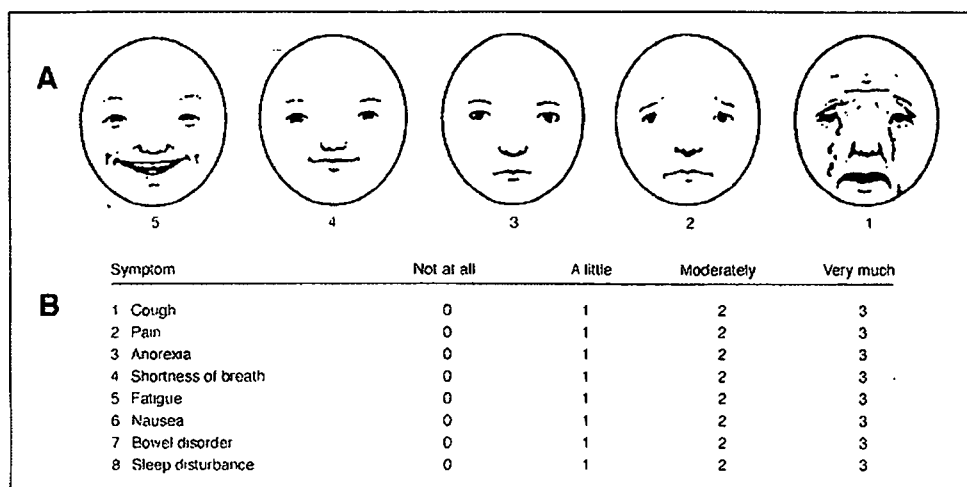 A
5 4 3 2 1
Symptom Not at all A little Moderately Very much
B
1 Cough 0 1 2 3
2 Pain 0 1 2 3
3 Anorexia 0 1 2 3
4 Shortness of breath 0 1 2 3
5 Fatigue 0 1 2 3
6 Nausea 0 1 2 3
7 Bowel disorder 0 1 2 3
8 Sleep disturbance 0 1 2 3